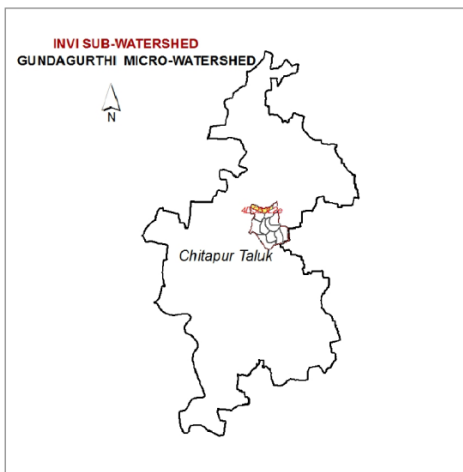 INVI SUB-WATERSHED
GUNDAGURTHI MICRO-WATERSHED
N
Chitapur Taluk